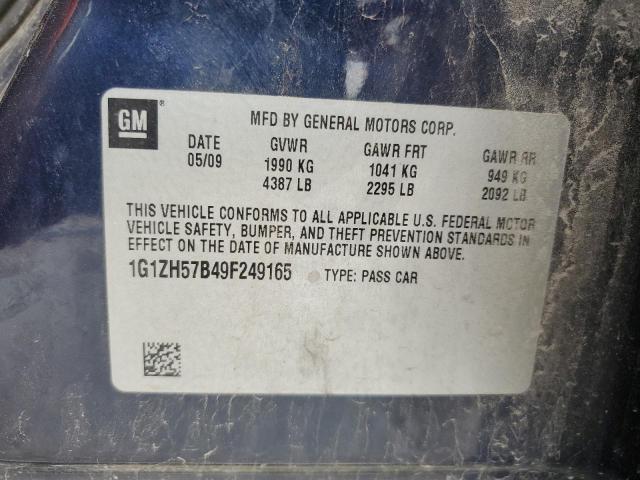 GM ®
MFD BY GENERAL MOTORS CORP.
DATE GVWR GAWR FRT GAWR RR
05/09 1990 KG 1041 KG 949 KG
4387 LB 2295 LB 2092 LB
THIS VEHICLE CONFORMS TO ALL APPLICABLE U.S. FEDERAL MOTOR
VEHICLE SAFETY, BUMPER, AND THEFT PREVENTION STANDARDS IN
EFFECT ON THE DATE OF MANUFACTURE SHOWN ABOVE.
1G1ZH57B49F249165 TYPE: PASS CAR